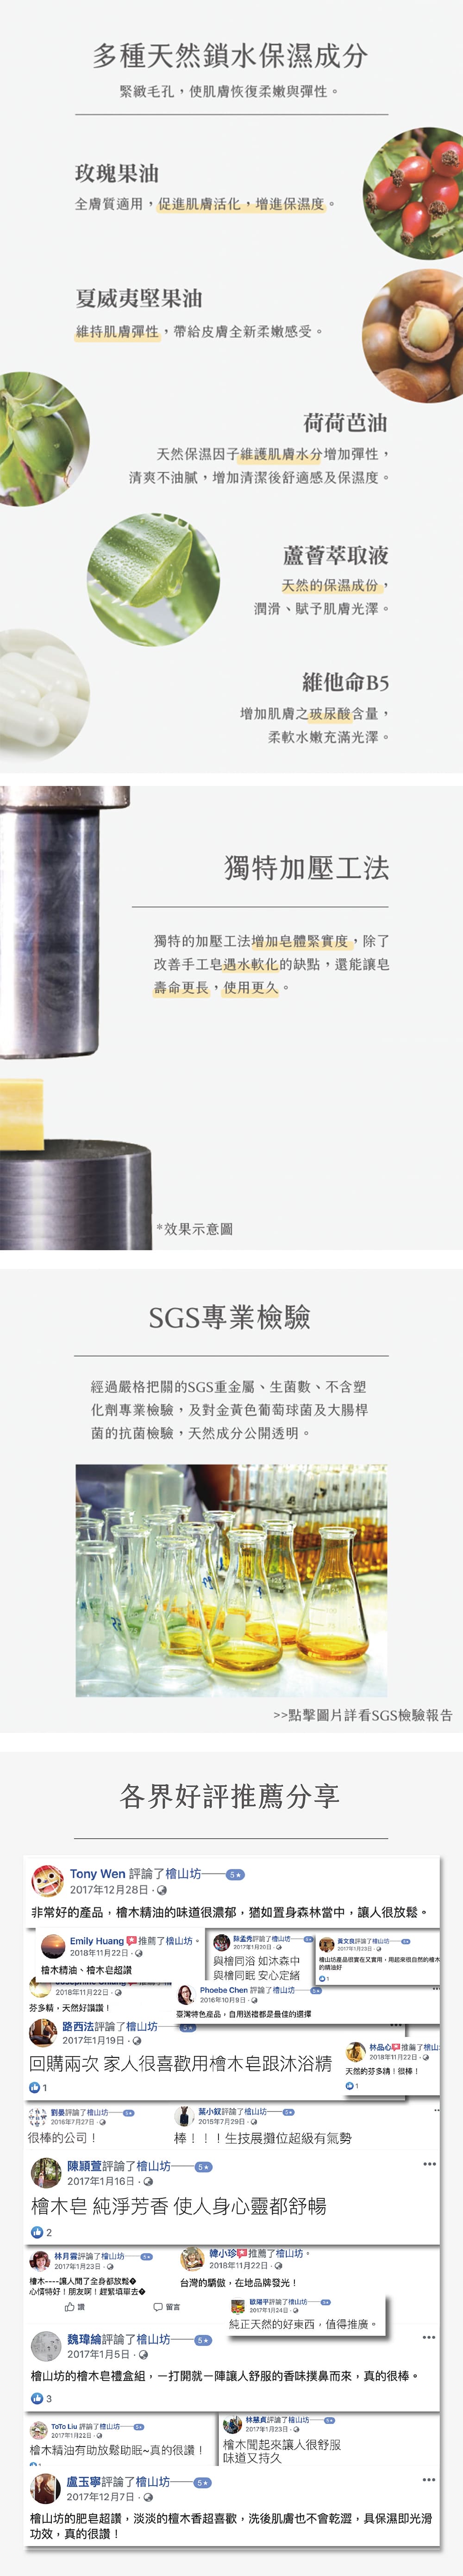 多種天然鎖水保濕成分
緊緻毛孔，使肌膚恢復柔嫩與彈性。
玫瑰果油
全膚質適用，促進肌膚活化，增進保濕度。
夏威夷堅果油
維持肌膚彈性，帶給皮膚全新柔嫩感受。
荷荷芭油
天然保濕因子維護肌膚水分增加彈性，
清爽不油膩，增加清潔後舒適感及保濕度。
蘆薈萃取液
天然的保濕成份，
潤滑、賦予肌膚光澤。
維他命B5
增加肌膚之玻尿酸含量，
柔軟水嫩充滿光澤。
獨特加壓工法
獨特的加壓工法增加皂體緊實度，除了
改善手工皂遇水軟化的缺點，還能讓皂
壽命更長，使用更久。
*效果示意圖
SGS專業檢驗
經過嚴格把關的SGS重金屬、生菌數、不含塑
化劑專業檢驗，及對金黃色葡萄球菌及大腸桿
菌的抗菌檢驗，天然成分公開透明。
>>點擊圖片詳看SGS檢驗報告
各界好評推薦分享
Tony Wen 評論了檜山坊 5★
2017年12月28日
非常好的產品，檜木精油的味道很濃郁，猶如置身森林當中，讓人很放鬆。
Emily Huang 推薦了檜山坊。
2018年11月22日
檜木精油、檜木皂超讚
評論了檜山坊 5★
2017年1月20日
與檜同浴 如沐森中
與檜同眠 安心定緒
黃文良評論了檜山坊 5★
2017年1月23日
檜山坊產品很實在又實用，用起來很自然的檜木
的精油好
1
2018年11月22日
芬多精，天然好讚讚！
Phoebe Chen 評論了檜山坊 5★
2016年10月9日
臺灣特色產品，自用送禮都是最佳的選擇
路西法評論了檜山坊 5★
2017年1月19日
回購兩次 家人很喜歡用檜木皂跟沐浴精
1
林品心推薦了檜山
2018年11月22日
天然的芬多精！很棒！
1
劉晏評論了檜山坊 5★
2016年7月27日
很棒的公司！
葉小釵評論了檜山坊 5★
2015年7月29日
棒！！！生技展攤位超級有氣勢
陳潁萱評論了檜山坊 5★
2017年1月16日
檜木皂 純淨芳香 使人身心靈都舒暢
2
林月霧評論了檜山坊 5★
2017年1月23日
檜木----讓人聞了全身都放鬆�
心情特好！朋友啊！趕緊填單去�
讚 留言
韓小珍推薦了檜山坊。
2018年11月22日
台灣的驕傲，在地品牌發光！
歐陽平評論了檜山坊 5★
2017年1月24日
純正天然的好東西，值得推廣。
魏瑋綸評論了檜山坊 5★
2017年1月5日
檜山坊的檜木皂禮盒組，一打開就一陣讓人舒服的香味撲鼻而來，真的很棒。
3
ToTo Liu 評論了檜山坊 5★
2017年1月22日
檜木精油有助放鬆助眠~真的很讚！
林慧貞評論了檜山坊 5★
2017年1月23日
檜木聞起來讓人很舒服
味道又持久
盧玉寧評論了檜山坊 5★
2017年12月7日
檜山坊的肥皂超讚，淡淡的檀木香超喜歡，洗後肌膚也不會乾澀，具保濕即光滑
功效，真的很讚！